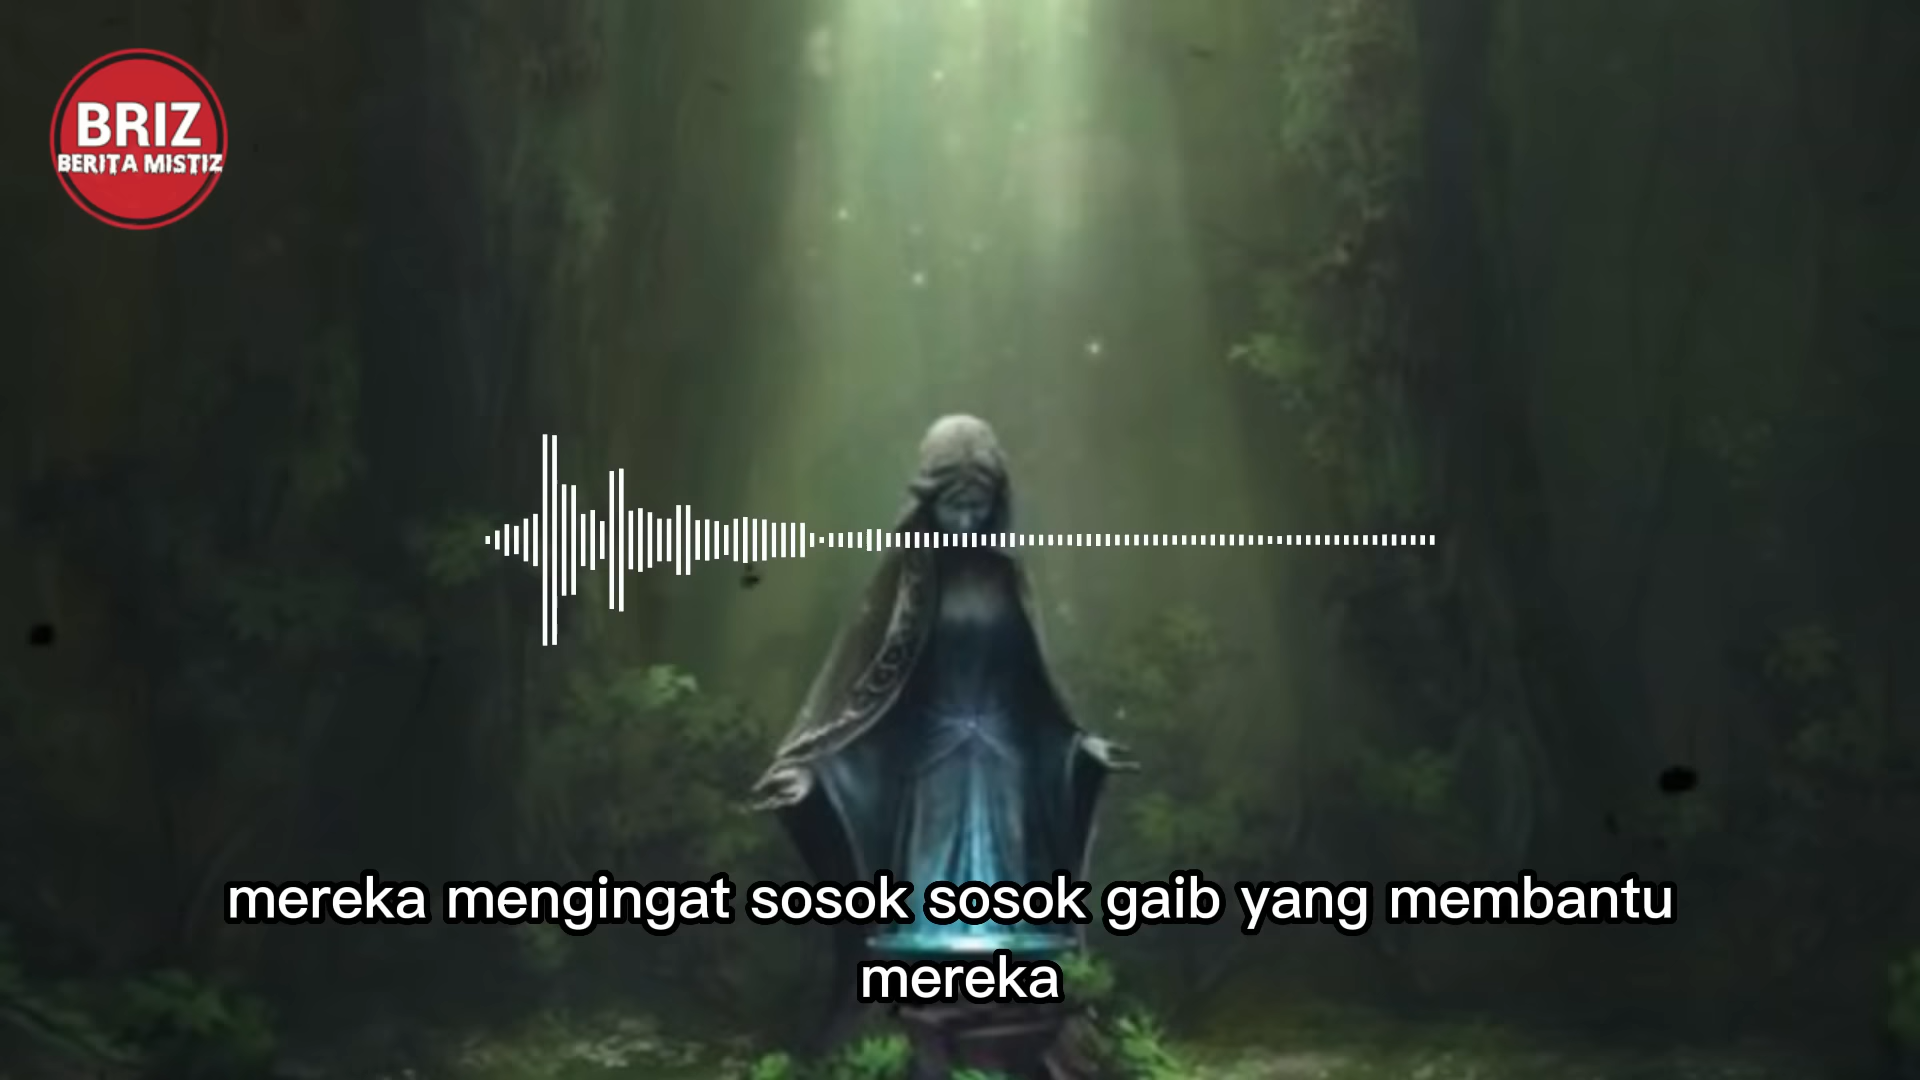 BRIZ
BERITA MISTIZ
mereka mengingat sosok sosok gaib yang membantu
mereka